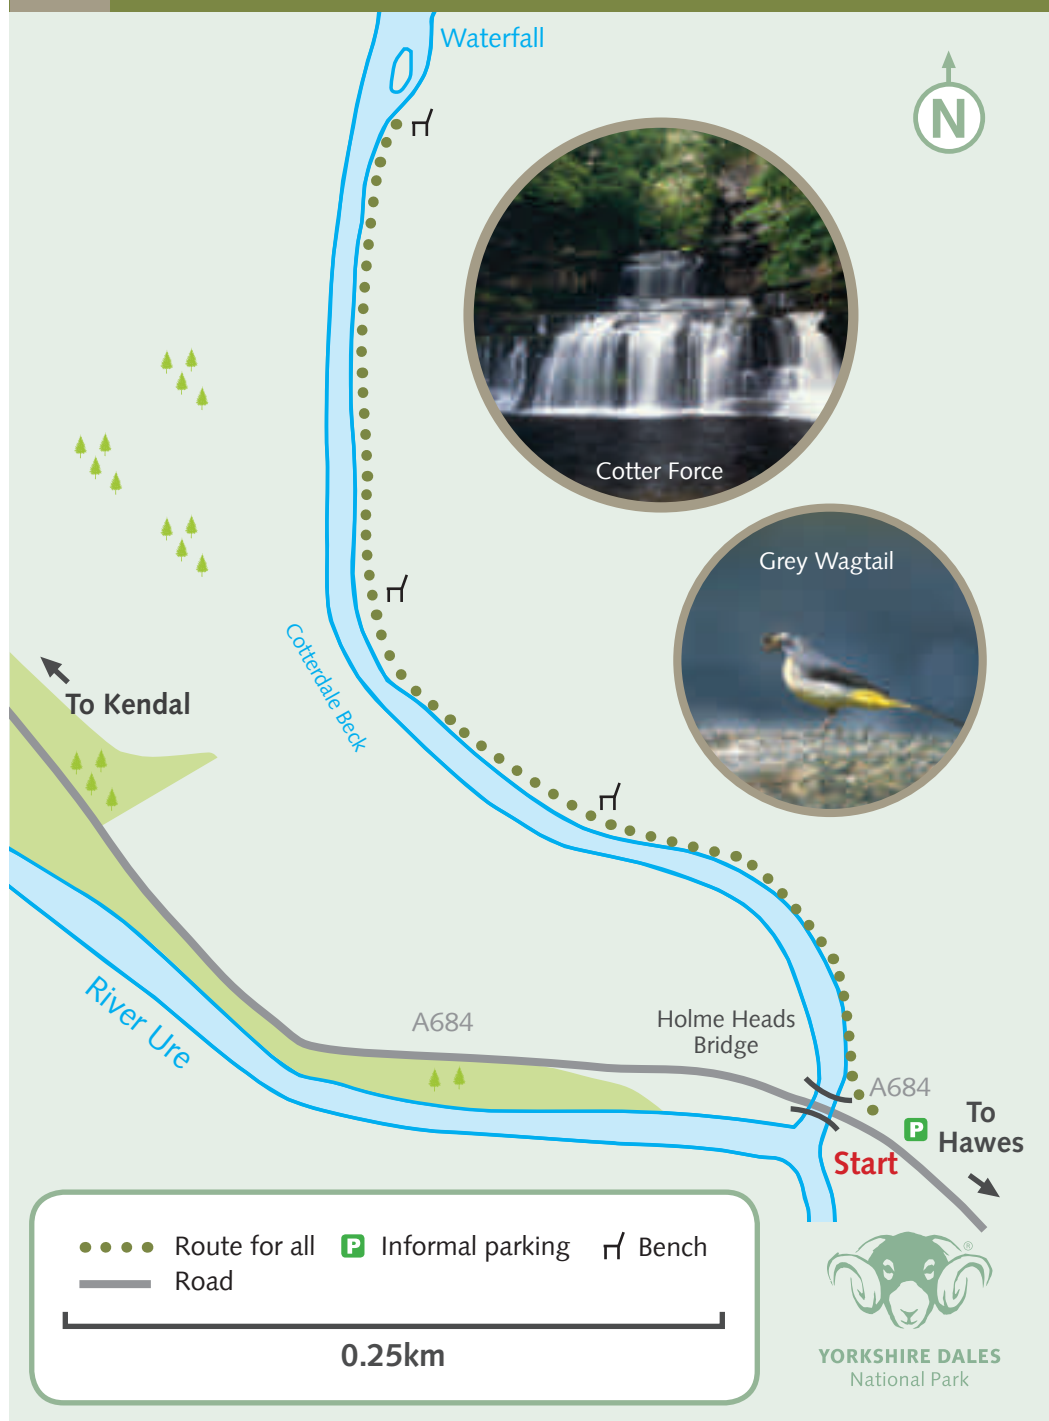 Waterfall
N
Cotter Force
Grey Wagtail
Cotterdale Beck
To Kendal
River Ure
A684
Holme Heads
Bridge
A684
P
To
Hawes
Start
Route for all
P Informal parking
Bench
Road
0.25km
®
YORKSHIRE DALES
National Park